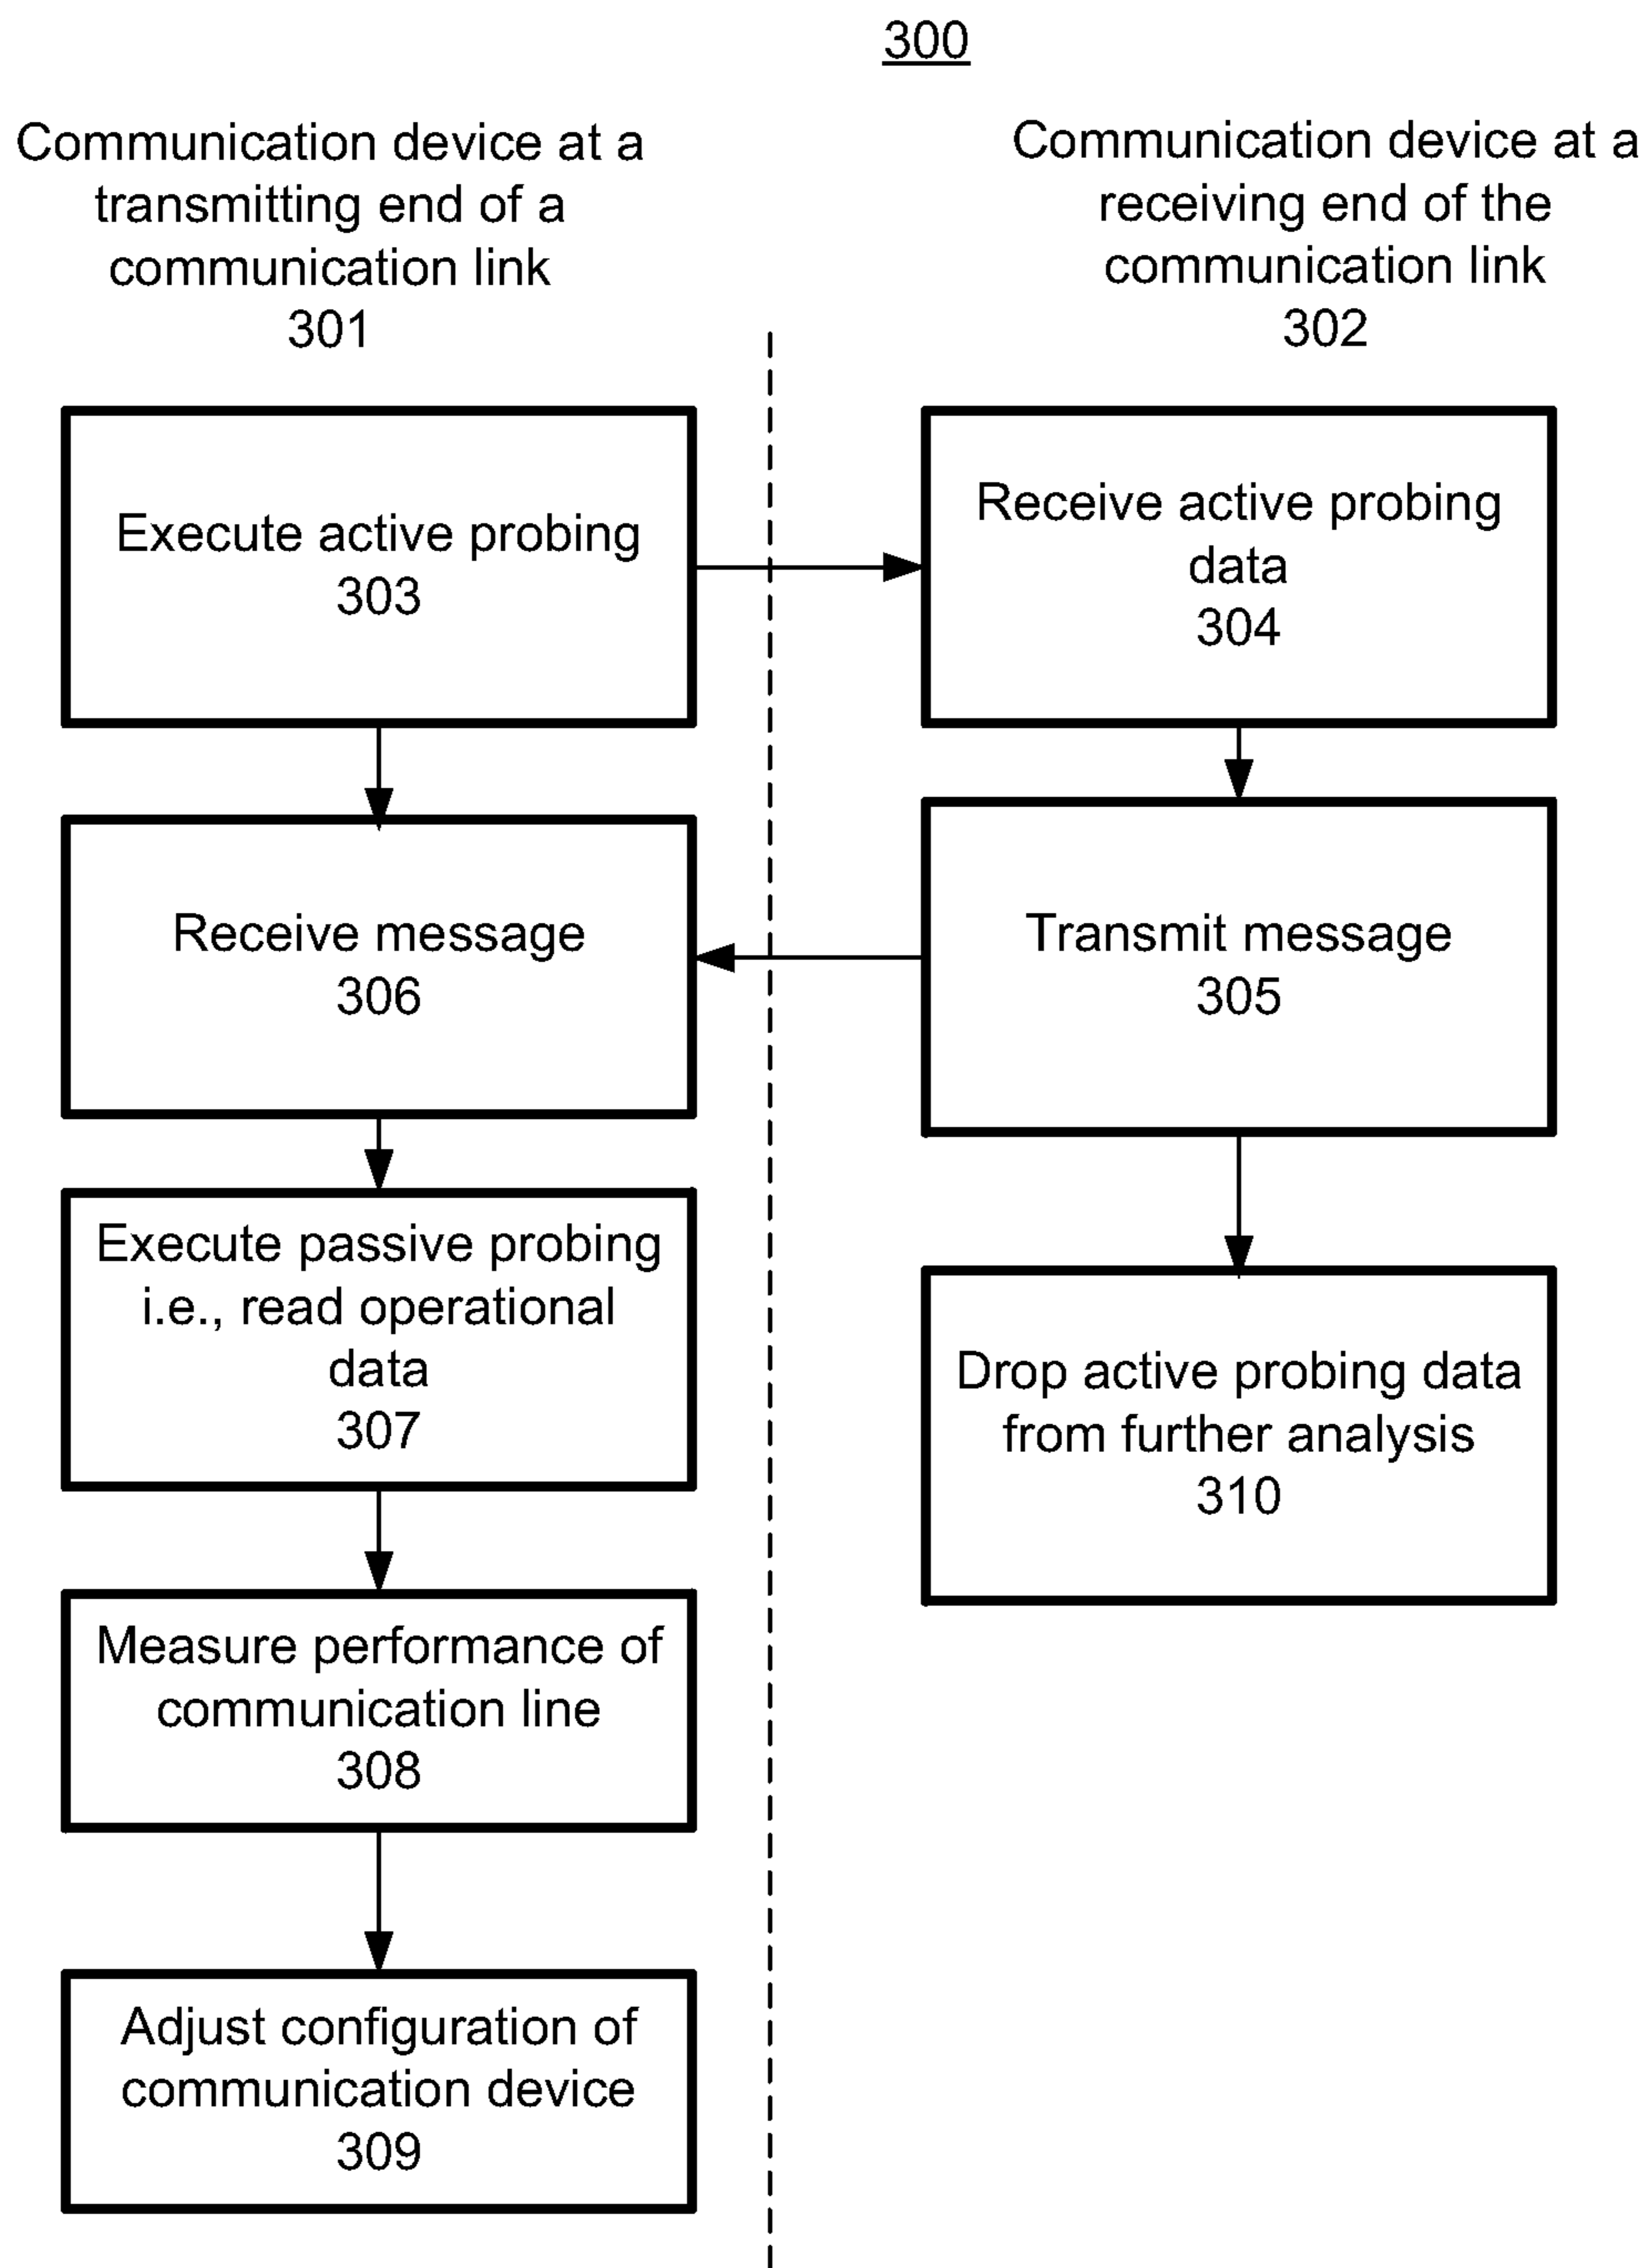 300
Communication device at a
transmitting end of a
communication link
301
Communication device at a
receiving end of the
communication link
302
Execute active probing
303
Receive active probing
data
304
Receive message
306
Transmit message
305
Execute passive probing
i.e., read operational
data
307
Drop active probing data
from further analysis
310
Measure performance of
communication line
308
Adjust configuration of
communication device
309